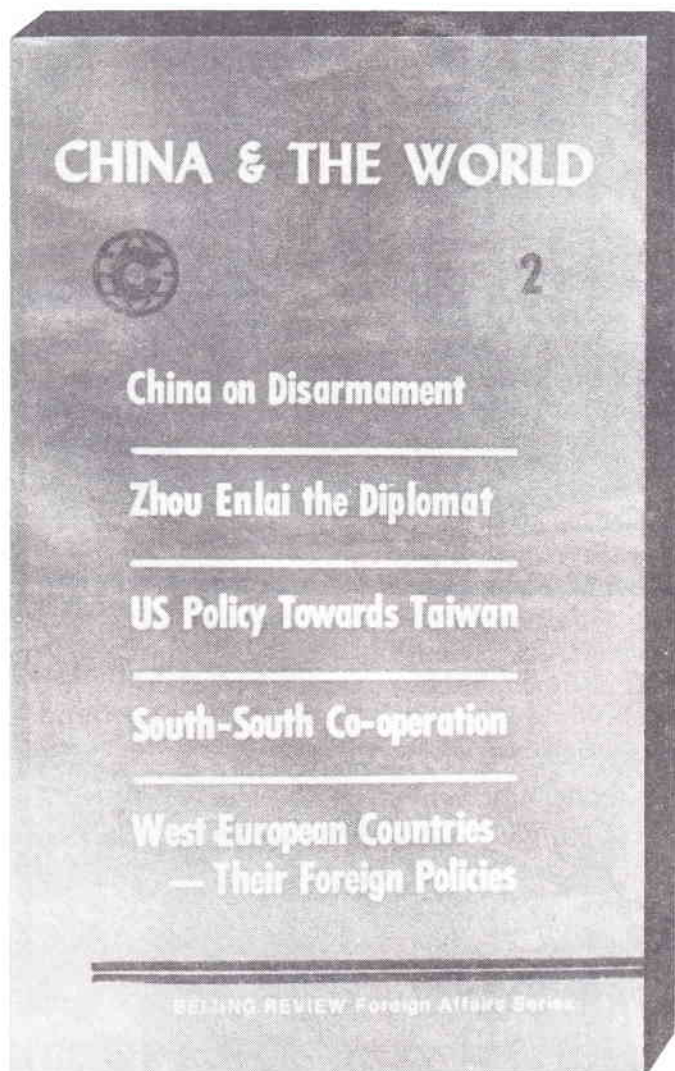 CHINA & THE WORLD
2
China on Disarmament
Zhou Enlai the Diplomat
US Policy Towards Taiwan
South-South Co-operation
West European Countries
— Their Foreign Policies
BEIJING REVIEW Foreign Affairs Series